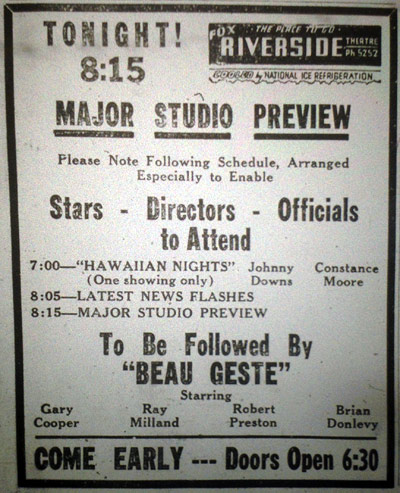 TONIGHT!
8:15
THE PLACE TO GO
FOX RIVERSIDE THEATRE
Ph 5252
COOLED by NATIONAL ICE REFRIGERATION
MAJOR STUDIO PREVIEW
Please Note Following Schedule, Arranged
Especially to Enable
Stars - Directors - Officials
to Attend
7:00—"HAWAIIAN NIGHTS" Johnny Constance
(One showing only) Downs Moore
8:05—LATEST NEWS FLASHES
8:15—MAJOR STUDIO PREVIEW
To Be Followed By
"BEAU GESTE"
Starring
Gary Ray Robert Brian
Cooper Milland Preston Donlevy
COME EARLY --- Doors Open 6:30